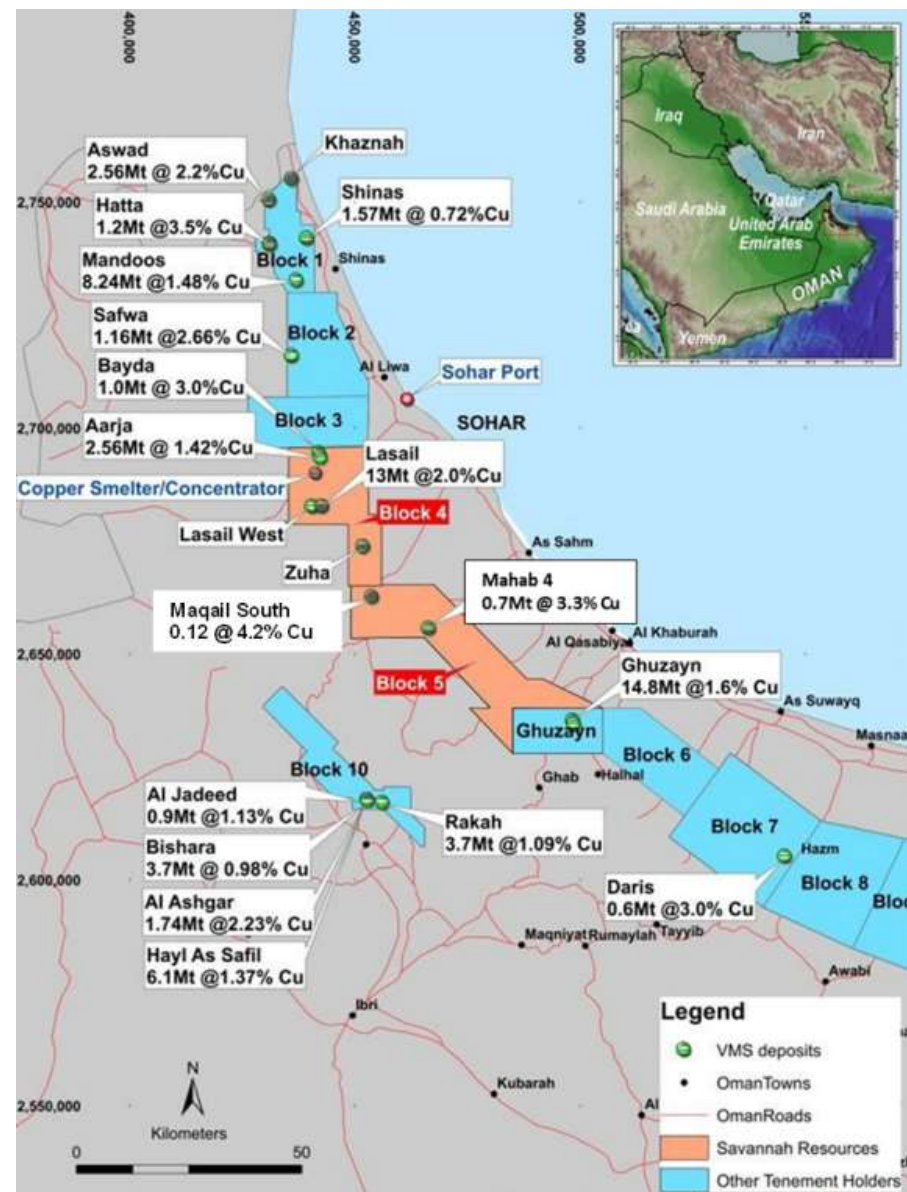 400,000
450,000
500,000
Iraq
Iran
Saudi Arabia
Qatar
United Arab
Emirates
OMAN
Yemen
Khaznah
Aswad
2.56Mt @ 2.2%Cu
Shinas
1.57Mt @ 0.72%Cu
2,750,000
Hatta
1.2Mt @3.5% Cu
Block 1
Shinas
Mandoos
8.24Mt @1.48% Cu
Safwa
1.16Mt @2.66% Cu
Block 2
Bayda
1.0Mt @ 3.0%Cu
Al Liwa
Sohar Port
2,700,000
Block 3
SOHAR
Aarja
2.56Mt @ 1.42%Cu
Lasail
13Mt @2.0%Cu
Copper Smelter/Concentrator
Block 4
Lasail West
As Sahm
Zuha
Mahab 4
0.7Mt @ 3.3% Cu
Maqail South
0.12 @ 4.2% Cu
Al Khaburah
Al Qasabiya
2,650,000
Ghuzayn
14.8Mt @1.6% Cu
Block 5
As Suwayq
Masnaa
Ghuzayn
Block 6
Block 10
Ghab
Halhal
Al Jadeed
0.9Mt @1.13% Cu
Rakah
3.7Mt @1.09% Cu
Block 7
Bishara
3.7Mt @ 0.98% Cu
Hazm
2,600,000
Daris
0.6Mt @3.0% Cu
Block 8
Bloc
Al Ashgar
1.74Mt @2.23% Cu
Maqniyat
Rumaylah
Tayyib
Hayl As Safil
6.1Mt @1.37% Cu
Awabi
Ibri
Legend
VMS deposits
OmanTowns
OmanRoads
Savannah Resources
Other Tenement Holders
Kubarah
Al
2,550,000
N
Kilometers
0
50